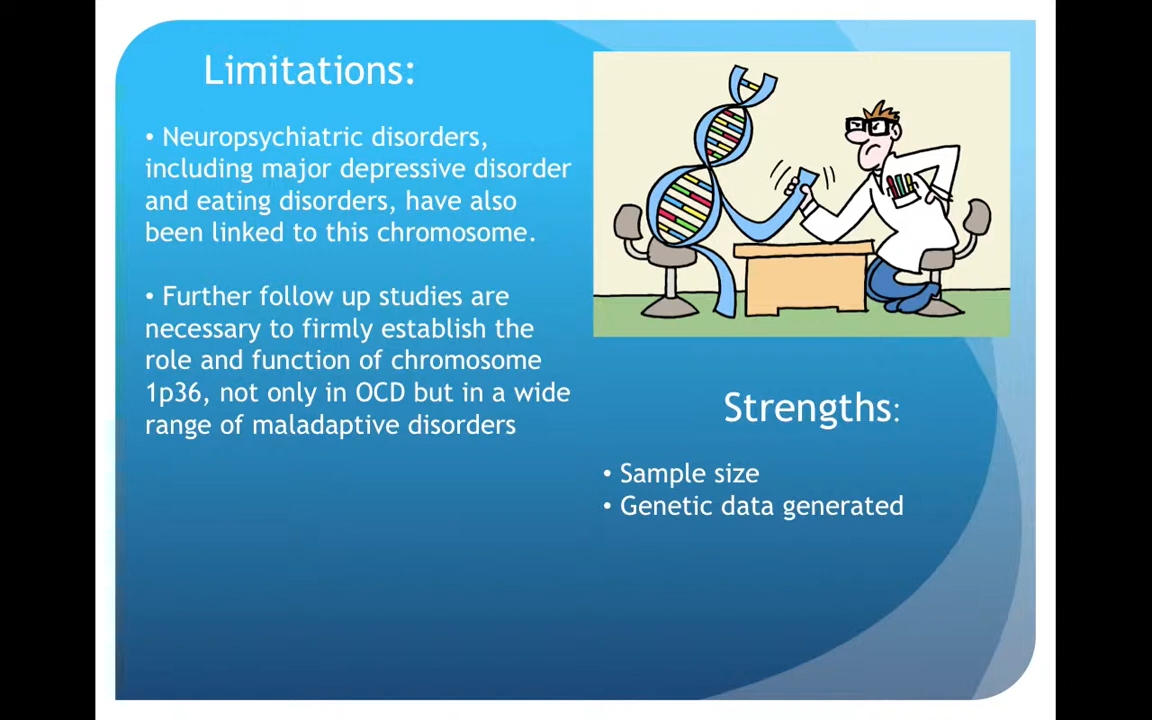 Limitations:
• Neuropsychiatric disorders,
including major depressive disorder
and eating disorders, have also
been linked to this chromosome.
• Further follow up studies are
necessary to firmly establish the
role and function of chromosome
1p36, not only in OCD but in a wide
range of maladaptive disorders
Strengths:
• Sample size
• Genetic data generated